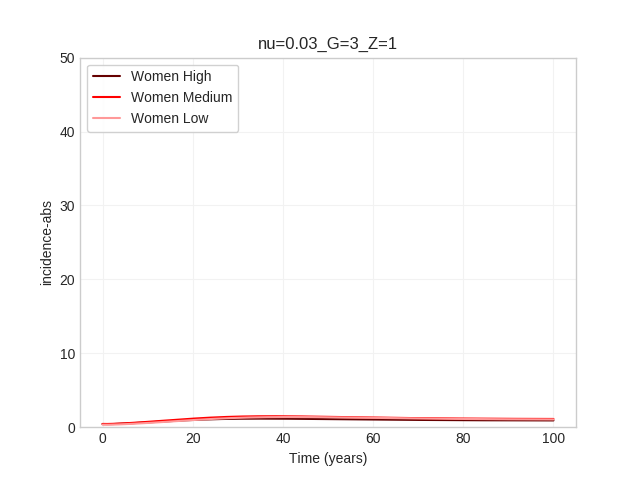 nu=0.03_G=3_Z=1
50
Women High
Women Medium
Women Low
40
30
incidence-abs
20
10
0
0 20 40 60 80 100
Time (years)